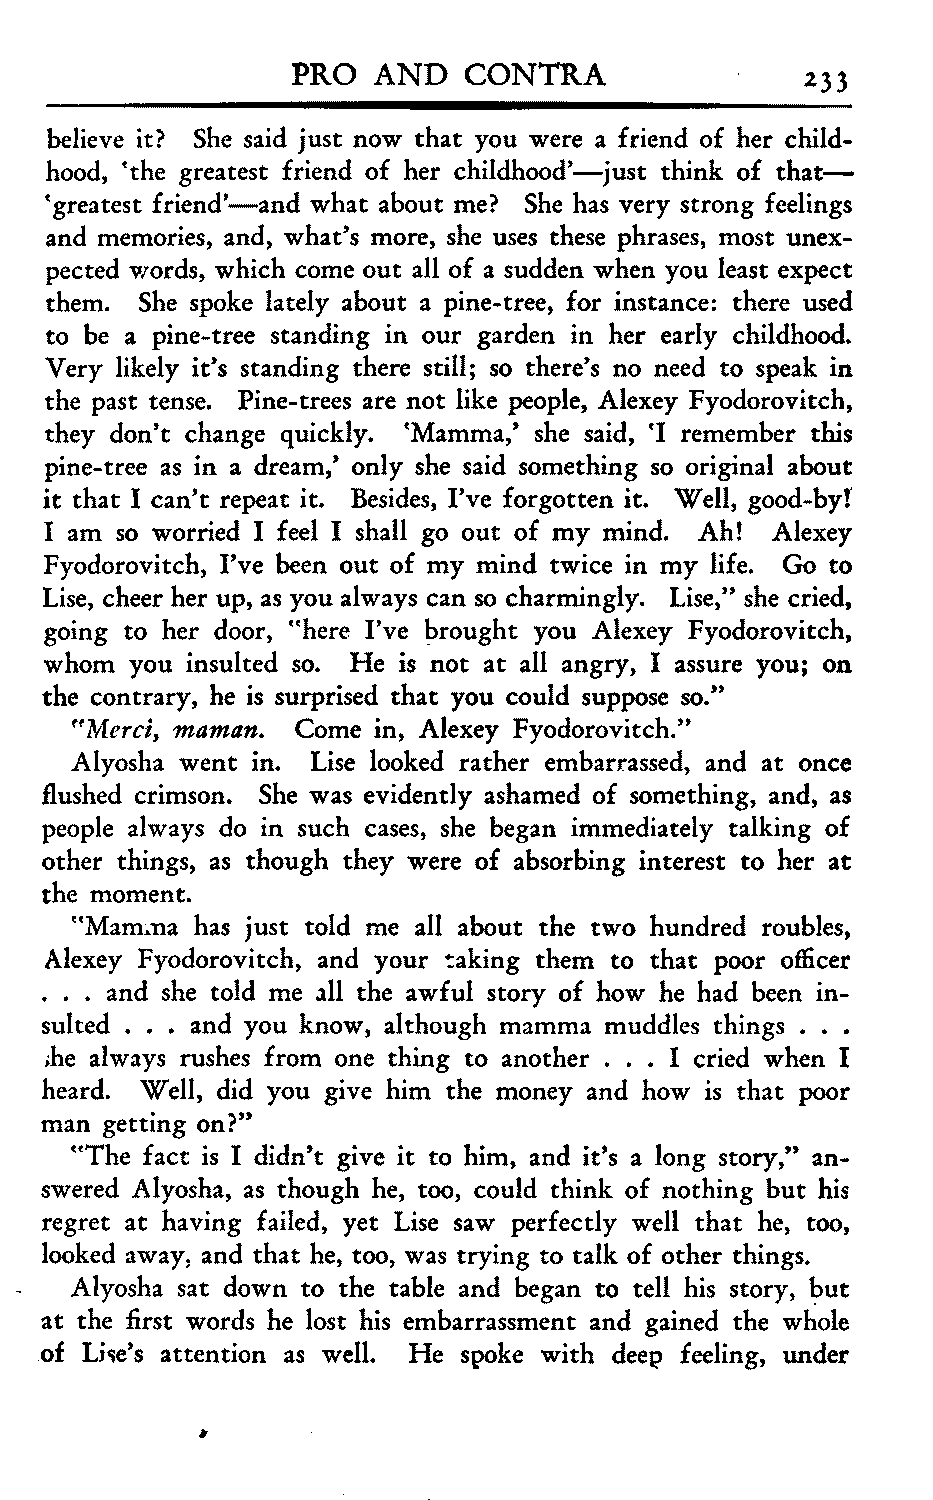 PRO AND CONTRA 233
believe it? She said just now that you were a friend of her child-
hood, 'the greatest friend of her childhood'—just think of that—
'greatest friend'—and what about me? She has very strong feelings
and memories, and, what's more, she uses these phrases, most unex-
pected words, which come out all of a sudden when you least expect
them. She spoke lately about a pine-tree, for instance: there used
to be a pine-tree standing in our garden in her early childhood.
Very likely it's standing there still; so there's no need to speak in
the past tense. Pine-trees are not like people, Alexey Fyodorovitch,
they don't change quickly. 'Mamma,' she said, 'I remember this
pine-tree as in a dream,' only she said something so original about
it that I can't repeat it. Besides, I've forgotten it. Well, good-by!
I am so worried I feel I shall go out of my mind. Ah! Alexey
Fyodorovitch, I've been out of my mind twice in my life. Go to
Lise, cheer her up, as you always can so charmingly. Lise," she cried,
going to her door, "here I've brought you Alexey Fyodorovitch,
whom you insulted so. He is not at all angry, I assure you; on
the contrary, he is surprised that you could suppose so."
"Merci, maman. Come in, Alexey Fyodorovitch."
Alyosha went in. Lise looked rather embarrassed, and at once
flushed crimson. She was evidently ashamed of something, and, as
people always do in such cases, she began immediately talking of
other things, as though they were of absorbing interest to her at
the moment.
"Mamma has just told me all about the two hundred roubles,
Alexey Fyodorovitch, and your taking them to that poor officer
. . . and she told me all the awful story of how he had been in-
sulted . . . and you know, although mamma muddles things . . .
she always rushes from one thing to another . . . I cried when I
heard. Well, did you give him the money and how is that poor
man getting on?"
"The fact is I didn't give it to him, and it's a long story," an-
swered Alyosha, as though he, too, could think of nothing but his
regret at having failed, yet Lise saw perfectly well that he, too,
looked away, and that he, too, was trying to talk of other things.
Alyosha sat down to the table and began to tell his story, but
at the first words he lost his embarrassment and gained the whole
of Lise's attention as well. He spoke with deep feeling, under